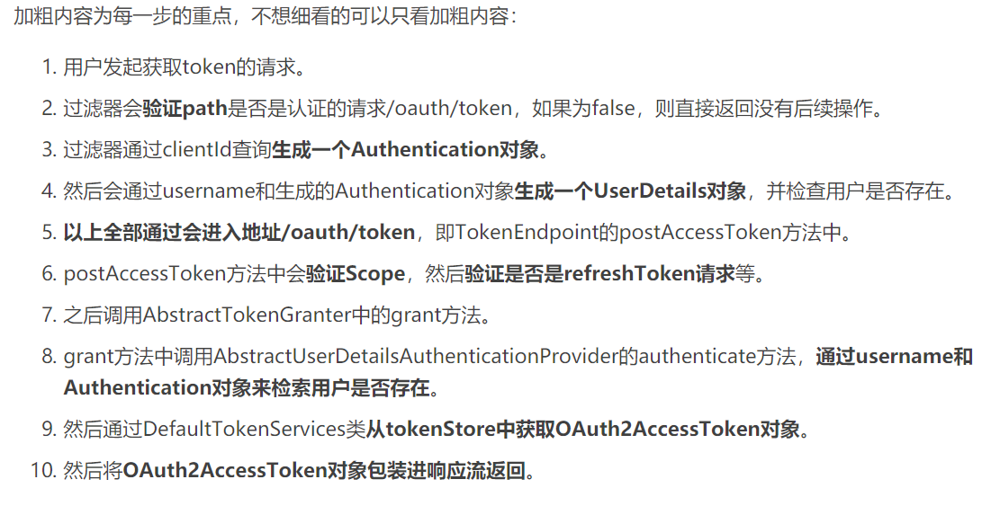 加粗内容为每一步的重点，不想细看的可以只看加粗内容：
1. 用户发起获取token的请求。
2. 过滤器会验证path是否是认证的请求/oauth/token，如果为false，则直接返回没有后续操作。
3. 过滤器通过clientId查询生成一个Authentication对象。
4. 然后会通过username和生成的Authentication对象生成一个UserDetails对象，并检查用户是否存在。
5. 以上全部通过会进入地址/oauth/token，即TokenEndpoint的postAccessToken方法中。
6. postAccessToken方法中会验证Scope，然后验证是否是refreshToken请求等。
7. 之后调用AbstractTokenGranter中的grant方法。
8. grant方法中调用AbstractUserDetailsAuthenticationProvider的authenticate方法，通过username和
Authentication对象来检索用户是否存在。
9. 然后通过DefaultTokenServices类从tokenStore中获取OAuth2AccessToken对象。
10. 然后将OAuth2AccessToken对象包装进响应流返回。